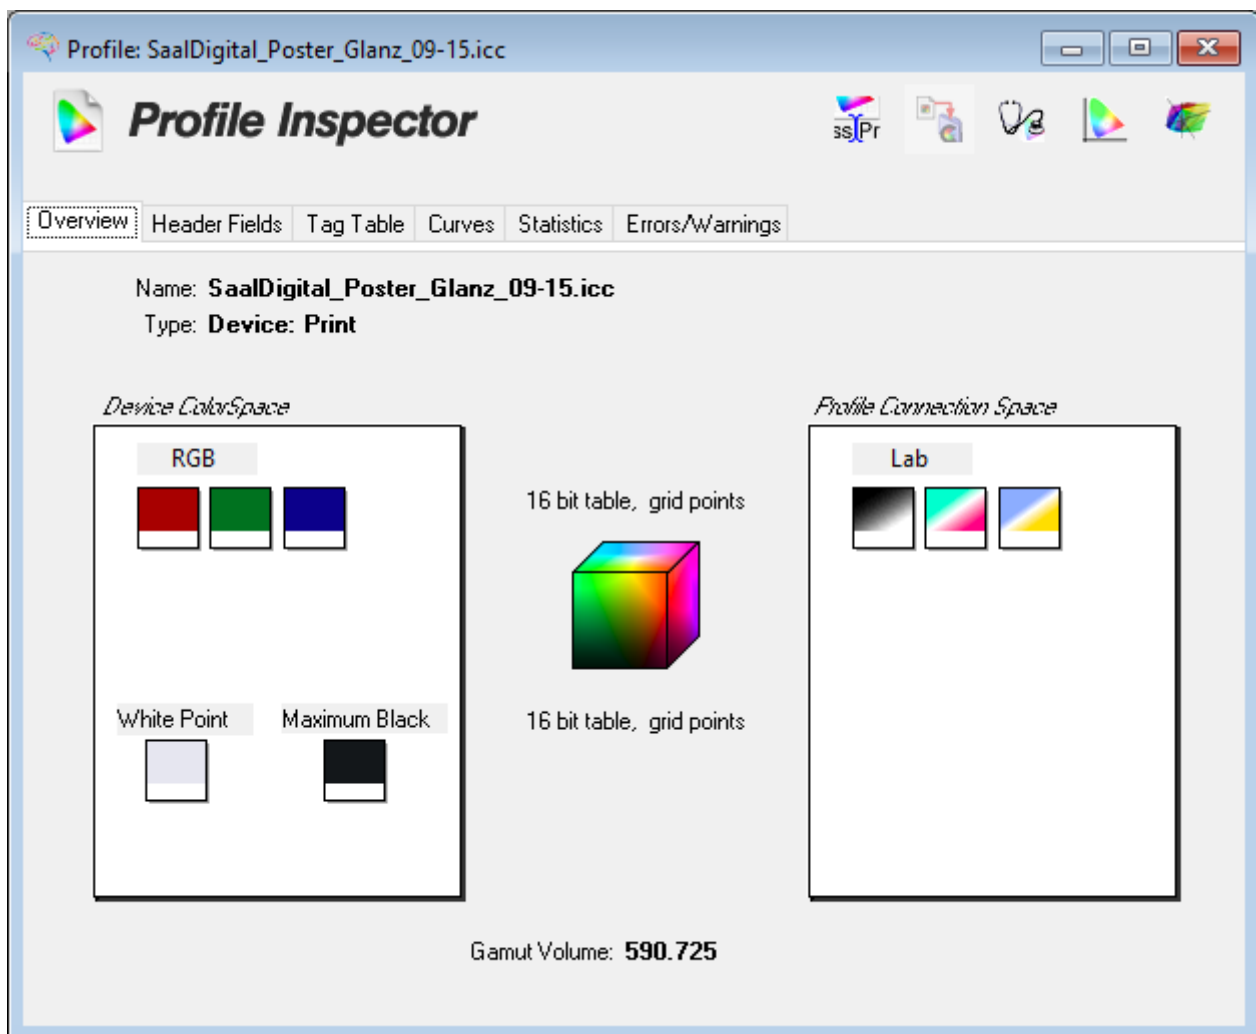 Profile: SaalDigital_Poster_Glanz_09-15.icc
Profile Inspector
ss Pr
Overview Header Fields Tag Table Curves Statistics Errors/Warnings
Name: SaalDigital_Poster_Glanz_09-15.icc
Type: Device: Print
Device ColorSpace
Profile Connection Space
RGB
Lab
16 bit table, grid points
White Point Maximum Black
16 bit table, grid points
Gamut Volume: 590.725